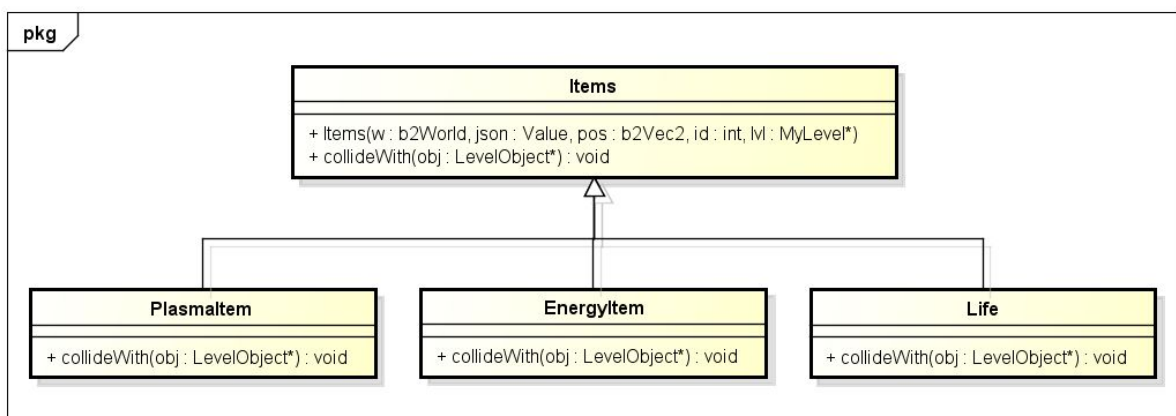 pkg
Items
+ Items(w : b2World, json : Value, pos : b2Vec2, id : int, lvl : MyLevel*)
+ collideWith(obj : LevelObject*) : void
PlasmaItem
+ collideWith(obj : LevelObject*) : void
EnergyItem
+ collideWith(obj : LevelObject*) : void
Life
+ collideWith(obj : LevelObject*) : void